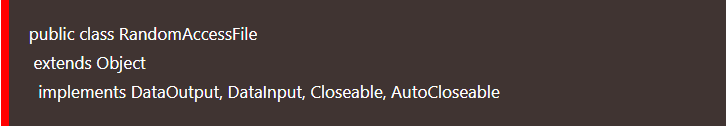 public class RandomAccessFile
extends Object
implements DataOutput, DataInput, Closeable, AutoCloseable